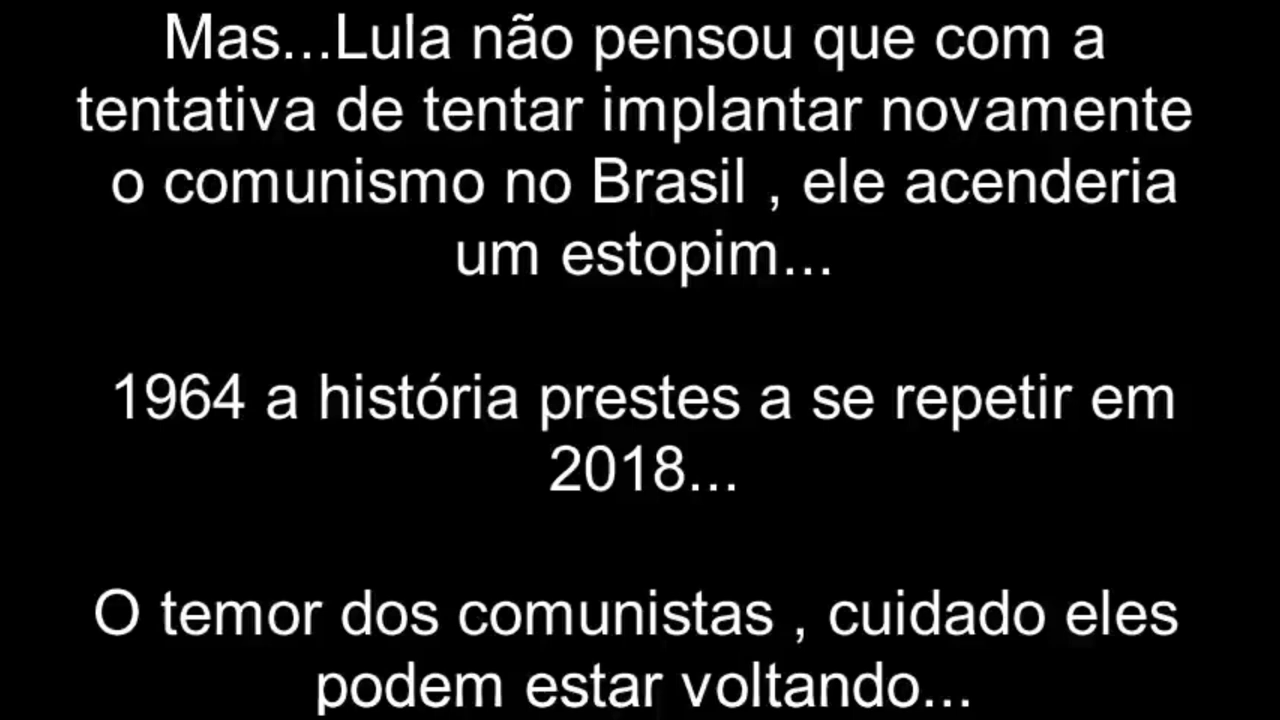 Mas...Lula não pensou que com a
tentativa de tentar implantar novamente
o comunismo no Brasil , ele acenderia
um estopim...
1964 a história prestes a se repetir em
2018...
O temor dos comunistas , cuidado eles
podem estar voltando...